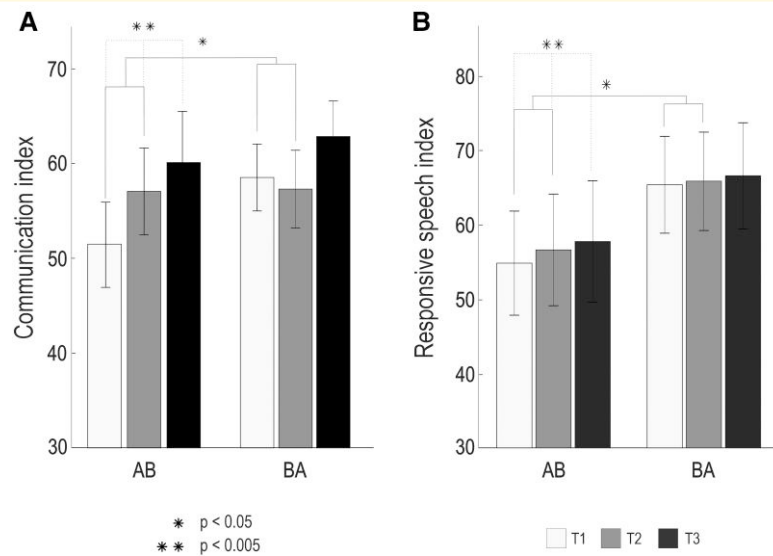 A
Communication index
70
60
50
40
30
**
*
AB
BA
* p < 0.05
** p < 0.005
B
Responsive speech index
80
70
60
50
40
30
**
*
AB
BA
T1 T2 T3